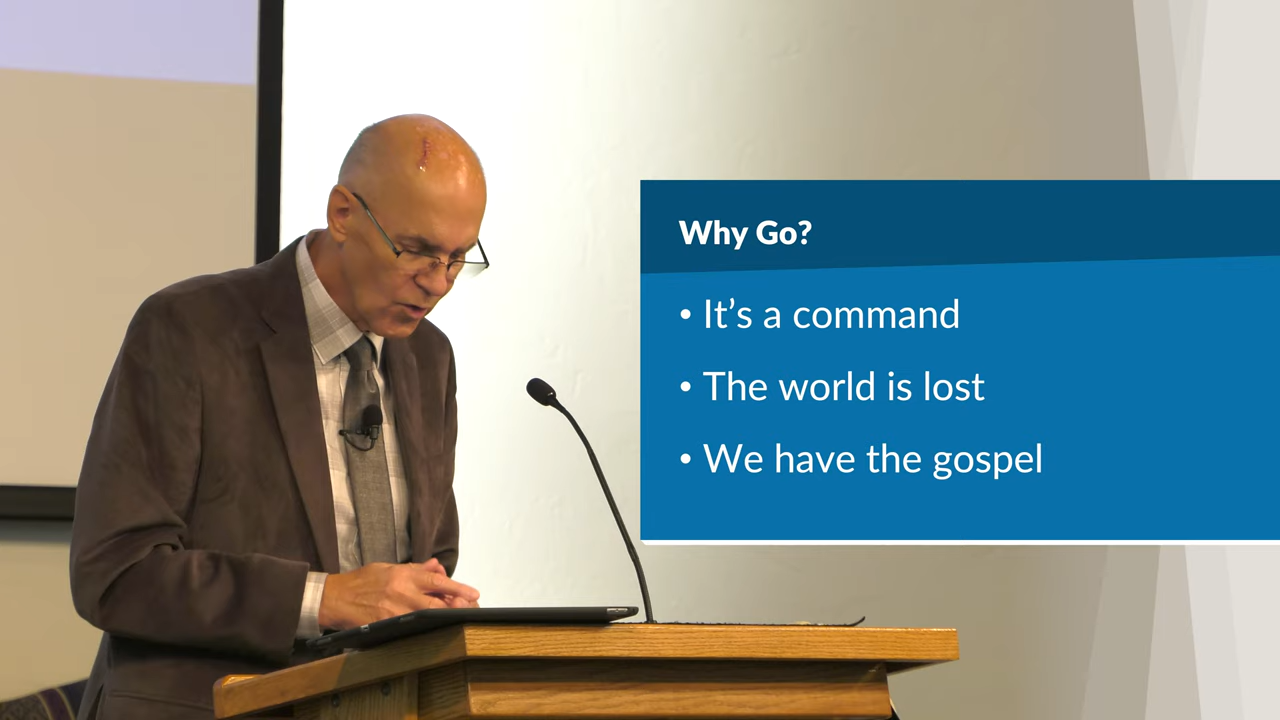 Why Go?
• It’s a command
• The world is lost
• We have the gospel